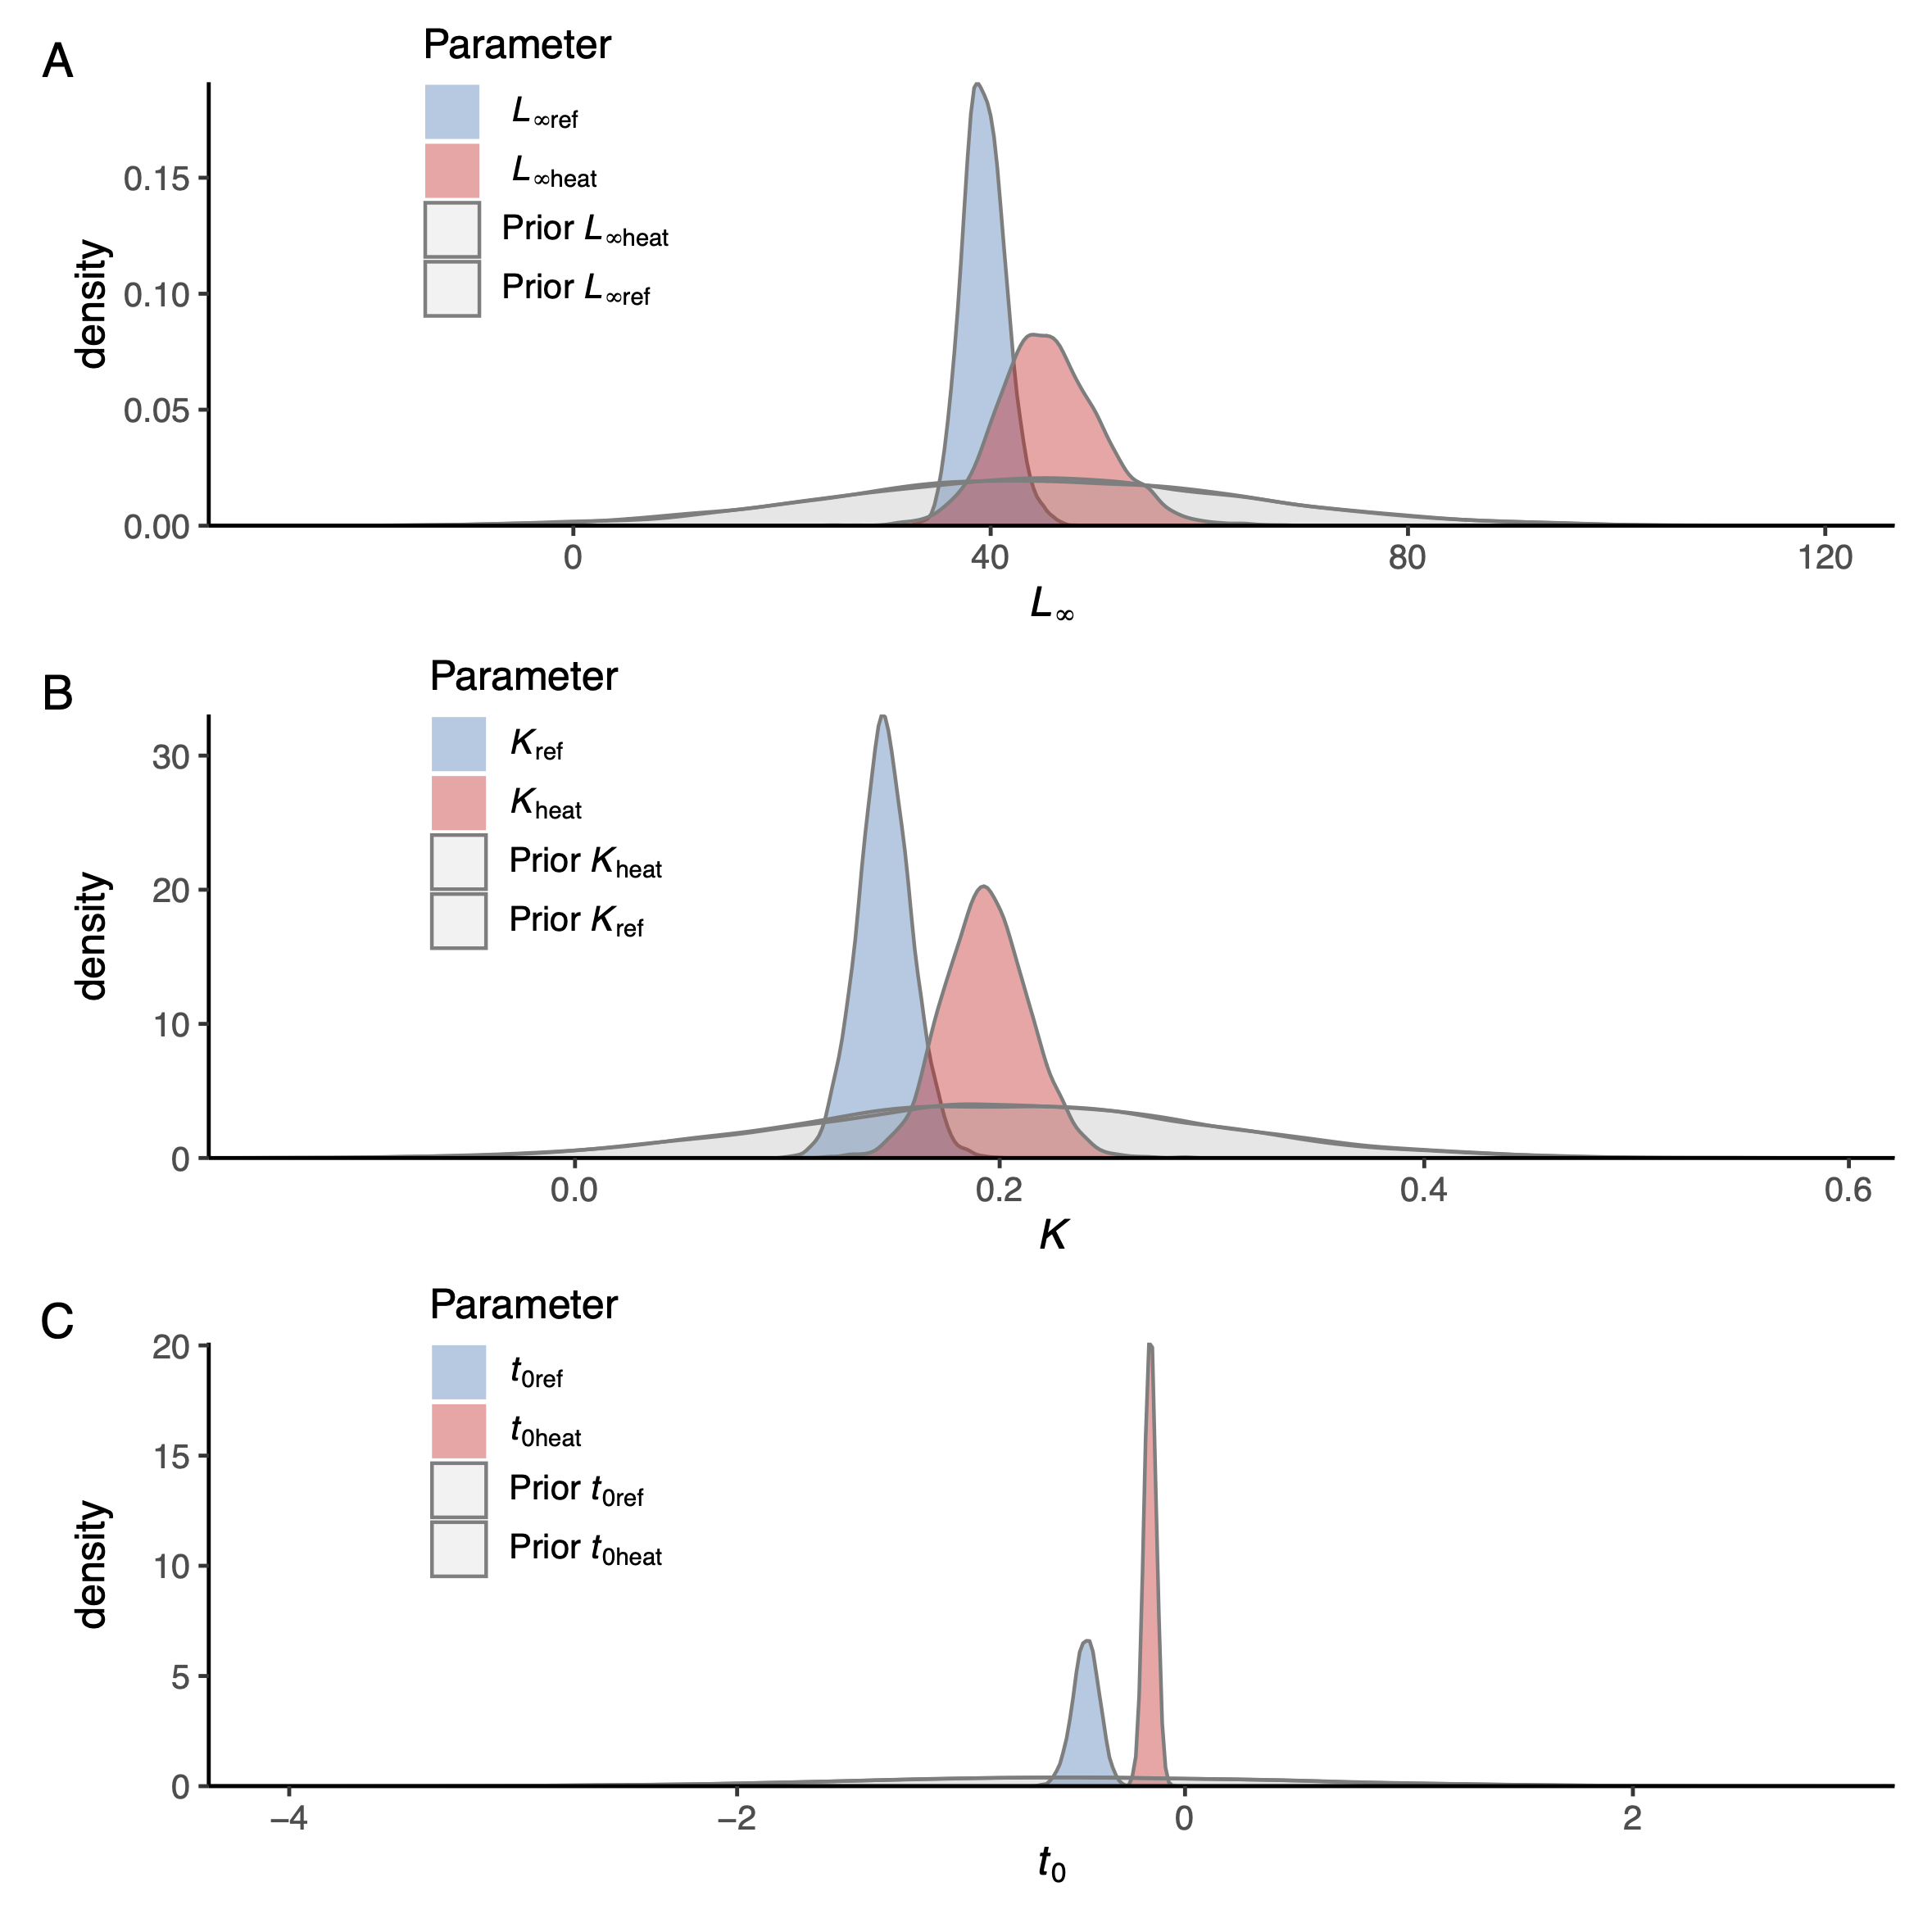 A
Parameter
L∞ref
L∞heat
Prior L∞heat
Prior L∞ref
density
0.15
0.10
0.05
0.00
0 40 80 120
L∞
B
Parameter
Kref
Kheat
Prior Kheat
Prior Kref
density
30
20
10
0
0.0 0.2 0.4 0.6
K
C
Parameter
t0ref
t0heat
Prior t0ref
Prior t0heat
density
20
15
10
5
0
−4 −2 0 2
t0